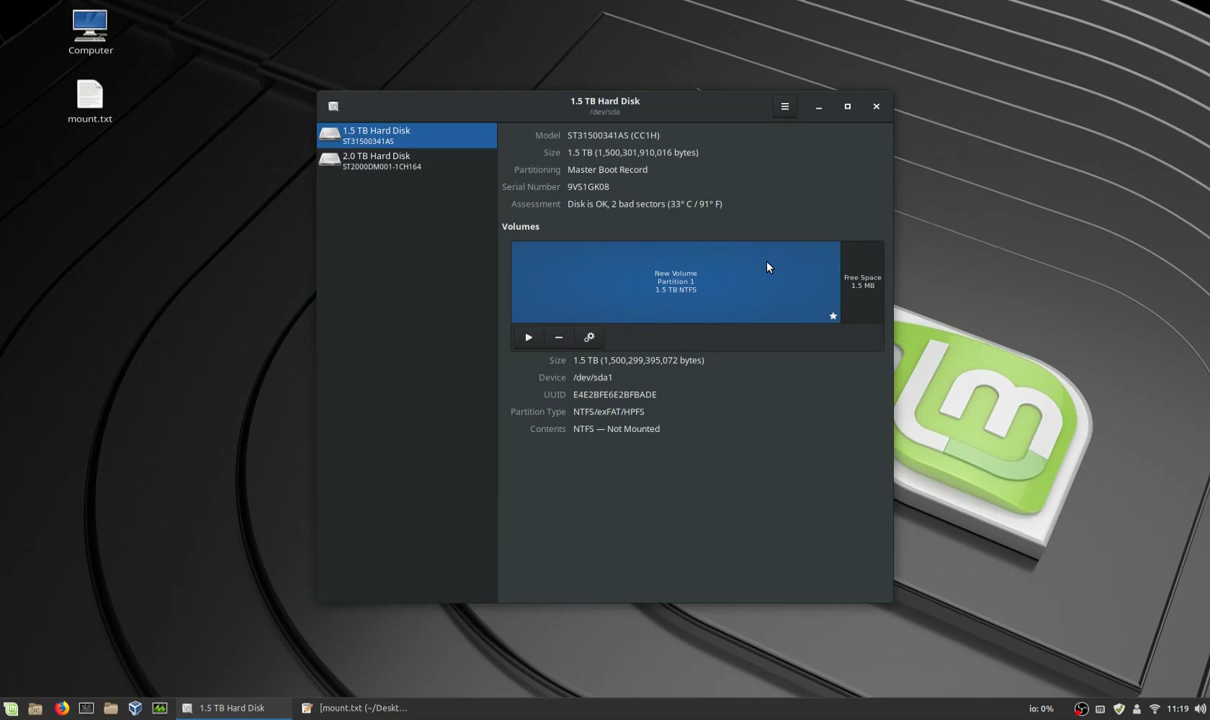 Computer
mount.txt
1.5 TB Hard Disk
/dev/sda
1.5 TB Hard Disk
ST31500341AS
2.0 TB Hard Disk
ST2000DM001-1CH164
Model ST31500341AS (CC1H)
Size 1.5 TB (1,500,301,910,016 bytes)
Partitioning Master Boot Record
Serial Number 9VS1GK08
Assessment Disk is OK, 2 bad sectors (33° C / 91° F)
Volumes
New Volume
Partition 1
1.5 TB NTFS
Free Space
1.5 MB
Size 1.5 TB (1,500,299,395,072 bytes)
Device /dev/sda1
UUID E4E2BFE6E2BFBADE
Partition Type NTFS/exFAT/HPFS
Contents NTFS — Not Mounted
lm
1.5 TB Hard Disk
[mount.txt (~/Deskt...
io: 0%
11:19